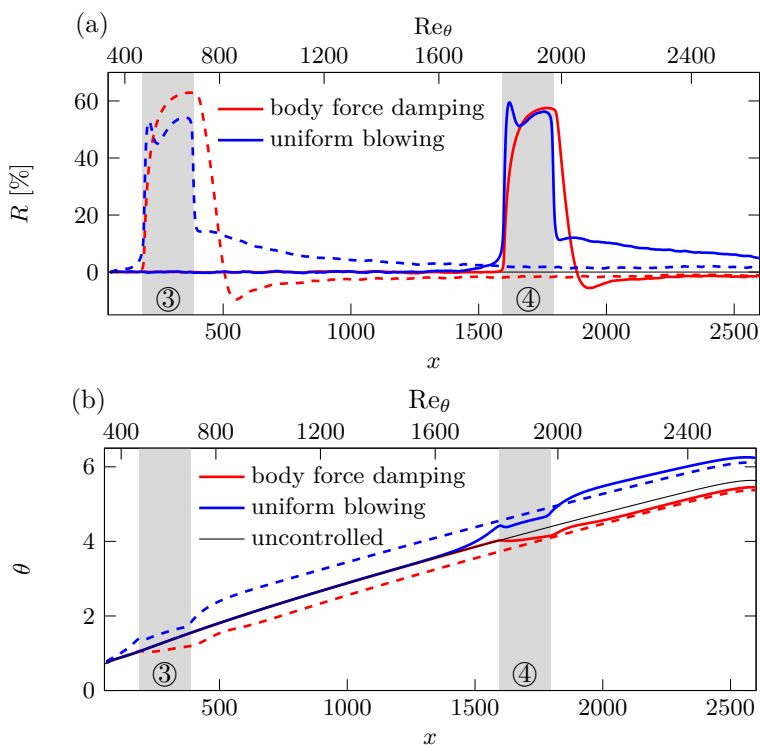 (a)
Re_θ
400 800 1200 1600 2000 2400
R [%]
60
40
20
0
body force damping
uniform blowing
③ ④
500 1000 1500 2000 2500
x
(b)
Re_θ
400 800 1200 1600 2000 2400
θ
6
4
2
0
body force damping
uniform blowing
uncontrolled
③ ④
500 1000 1500 2000 2500
x